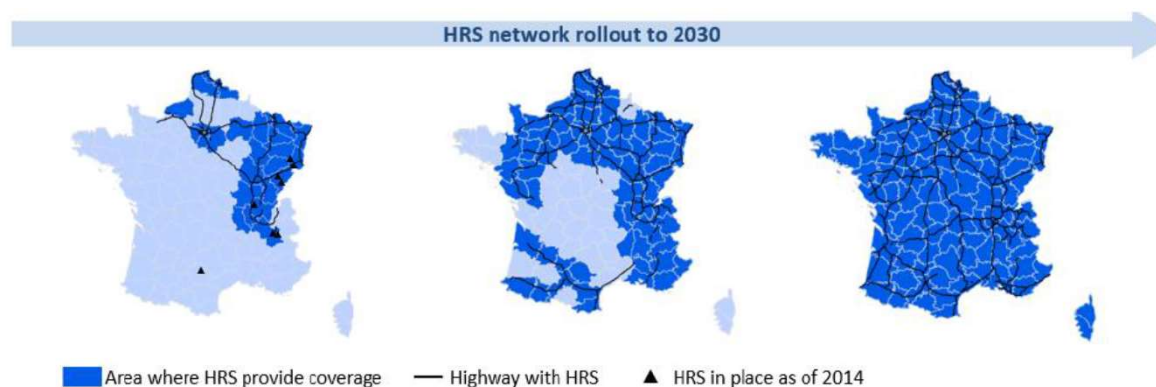 HRS network rollout to 2030
Area where HRS provide coverage
Highway with HRS
HRS in place as of 2014